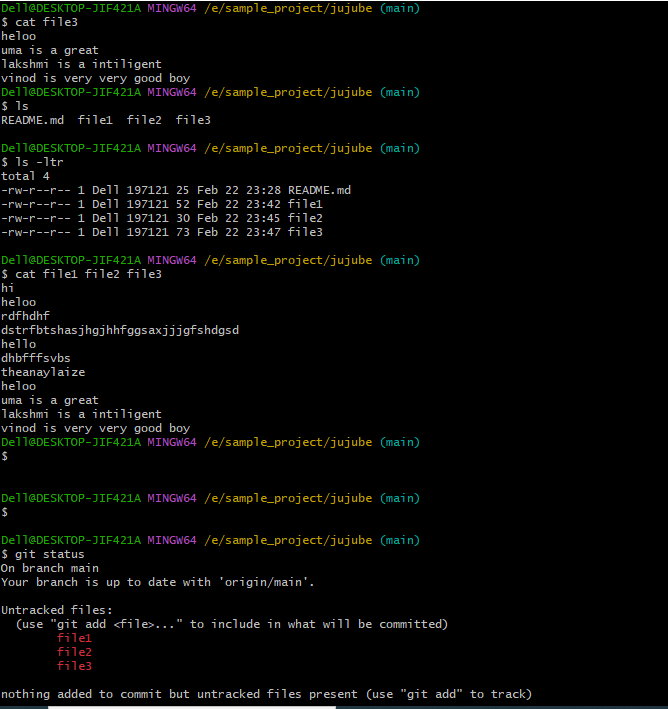 Dell@DESKTOP-JIF421A MINGW64 /e/sample_project/jujube (main)
$ cat file3
heloo
uma is a great
lakshmi is a intiligent
vinod is very very good boy
Dell@DESKTOP-JIF421A MINGW64 /e/sample_project/jujube (main)
$ ls
README.md  file1  file2  file3
Dell@DESKTOP-JIF421A MINGW64 /e/sample_project/jujube (main)
$ ls -ltr
total 4
-rw-r--r-- 1 Dell 197121 25 Feb 22 23:28 README.md
-rw-r--r-- 1 Dell 197121 52 Feb 22 23:42 file1
-rw-r--r-- 1 Dell 197121 30 Feb 22 23:45 file2
-rw-r--r-- 1 Dell 197121 73 Feb 22 23:47 file3
Dell@DESKTOP-JIF421A MINGW64 /e/sample_project/jujube (main)
$ cat file1 file2 file3
hi
heloo
rdfhdhf
dstrfbtshasjhgjhhfggsaxjjjgfshdgsd
hello
dhbfffsvbs
theanaylaize
heloo
uma is a great
lakshmi is a intiligent
vinod is very very good boy
Dell@DESKTOP-JIF421A MINGW64 /e/sample_project/jujube (main)
$
Dell@DESKTOP-JIF421A MINGW64 /e/sample_project/jujube (main)
$
Dell@DESKTOP-JIF421A MINGW64 /e/sample_project/jujube (main)
$ git status
On branch main
Your branch is up to date with 'origin/main'.
Untracked files:
  (use "git add <file>..." to include in what will be committed)
        file1
        file2
        file3
nothing added to commit but untracked files present (use "git add" to track)